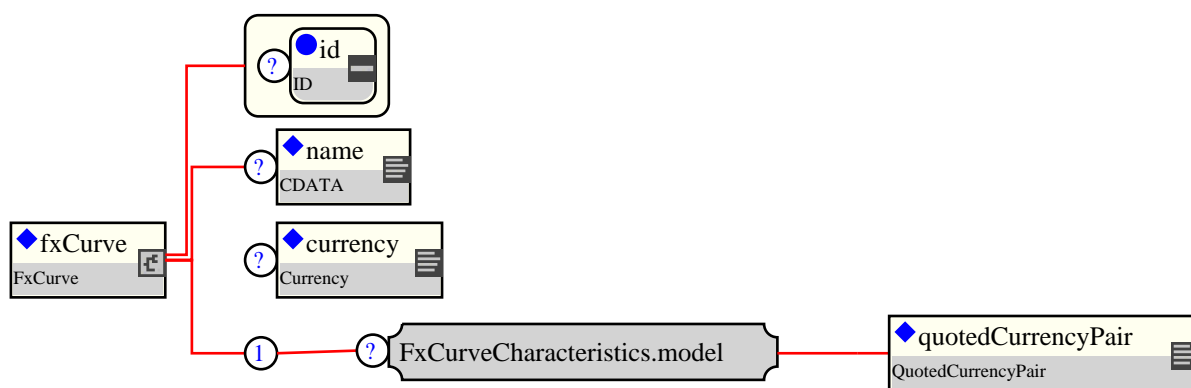 id
?
ID
name
?
CDATA
fxCurve
FxCurve
currency
?
Currency
1
?
FxCurveCharacteristics.model
quotedCurrencyPair
QuotedCurrencyPair